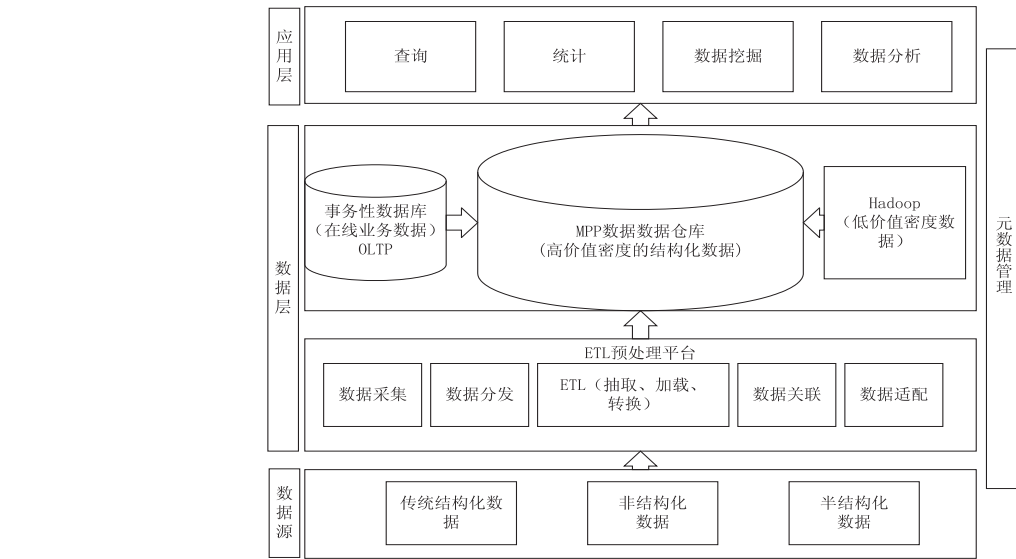 应用层
查询
统计
数据挖掘
数据分析
数据层
事务性数据库
（在线业务数据）
OLTP
MPP数据数据仓库
(高价值密度的结构化数据)
Hadoop
（低价值密度数
据）
元数据管理
ETL预处理平台
数据采集
数据分发
ETL（抽取、加载、
转换）
数据关联
数据适配
数据源
传统结构化数
据
非结构化
数据
半结构化
数据